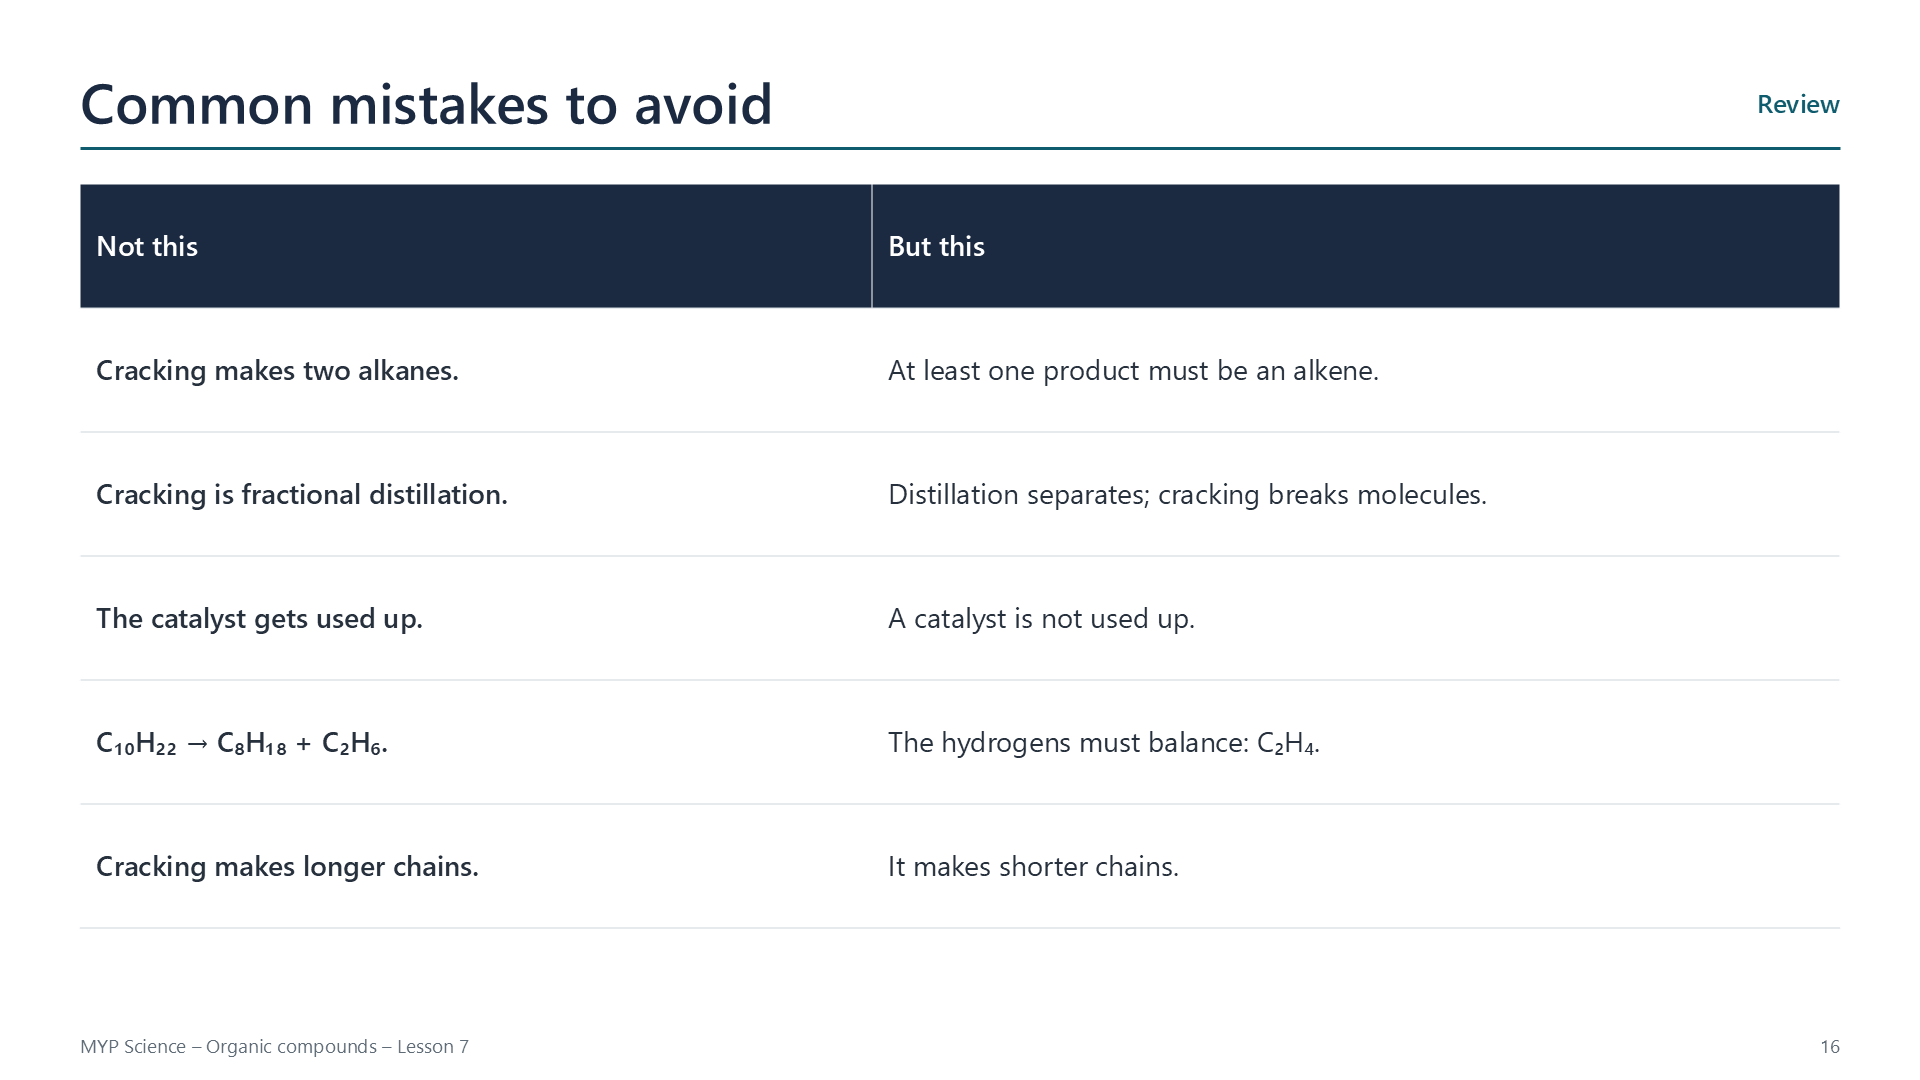 Common mistakes to avoid
Review
Not this
But this
Cracking makes two alkanes.
At least one product must be an alkene.
Cracking is fractional distillation.
Distillation separates; cracking breaks molecules.
The catalyst gets used up.
A catalyst is not used up.
C₁₀H₂₂ → C₈H₁₈ + C₂H₆.
The hydrogens must balance: C₂H₄.
Cracking makes longer chains.
It makes shorter chains.
MYP Science – Organic compounds – Lesson 7
16